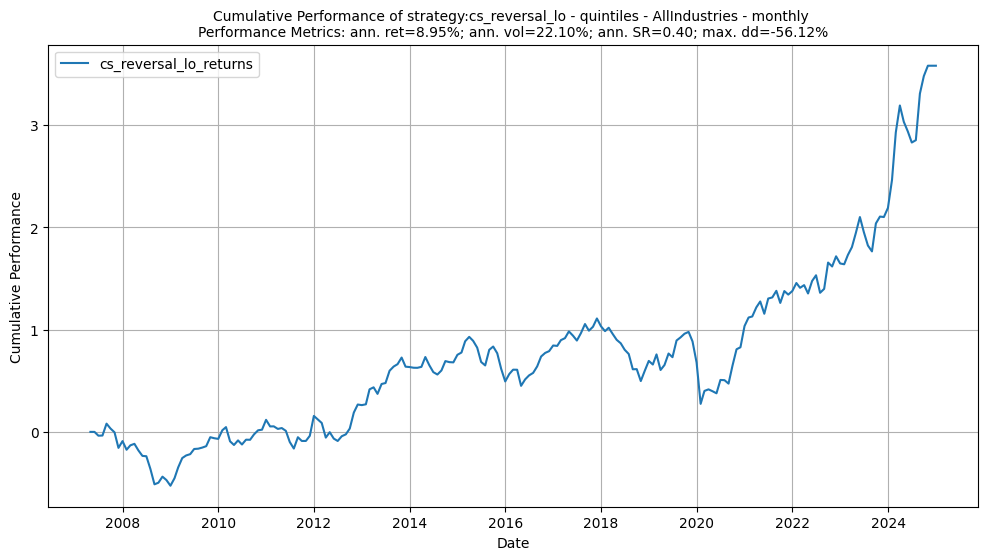 Cumulative Performance of strategy:cs_reversal_lo - quintiles - AllIndustries - monthly
Performance Metrics: ann. ret=8.95%; ann. vol=22.10%; ann. SR=0.40; max. dd=-56.12%
cs_reversal_lo_returns
Cumulative Performance
3
2
1
0
2008 2010 2012 2014 2016 2018 2020 2022 2024
Date